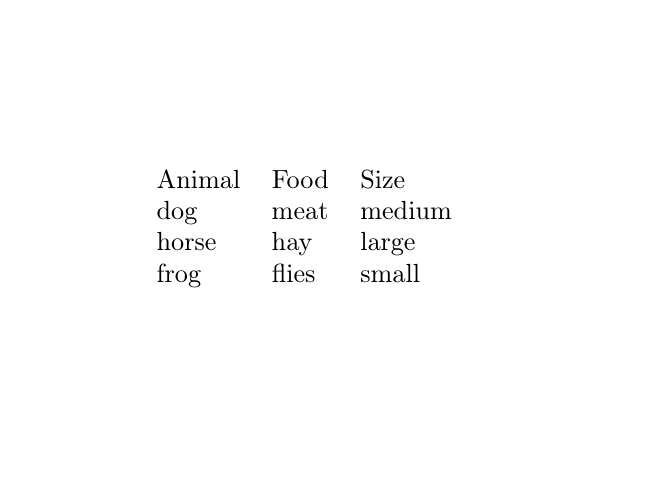 Animal Food Size
dog meat medium
horse hay large
frog flies small